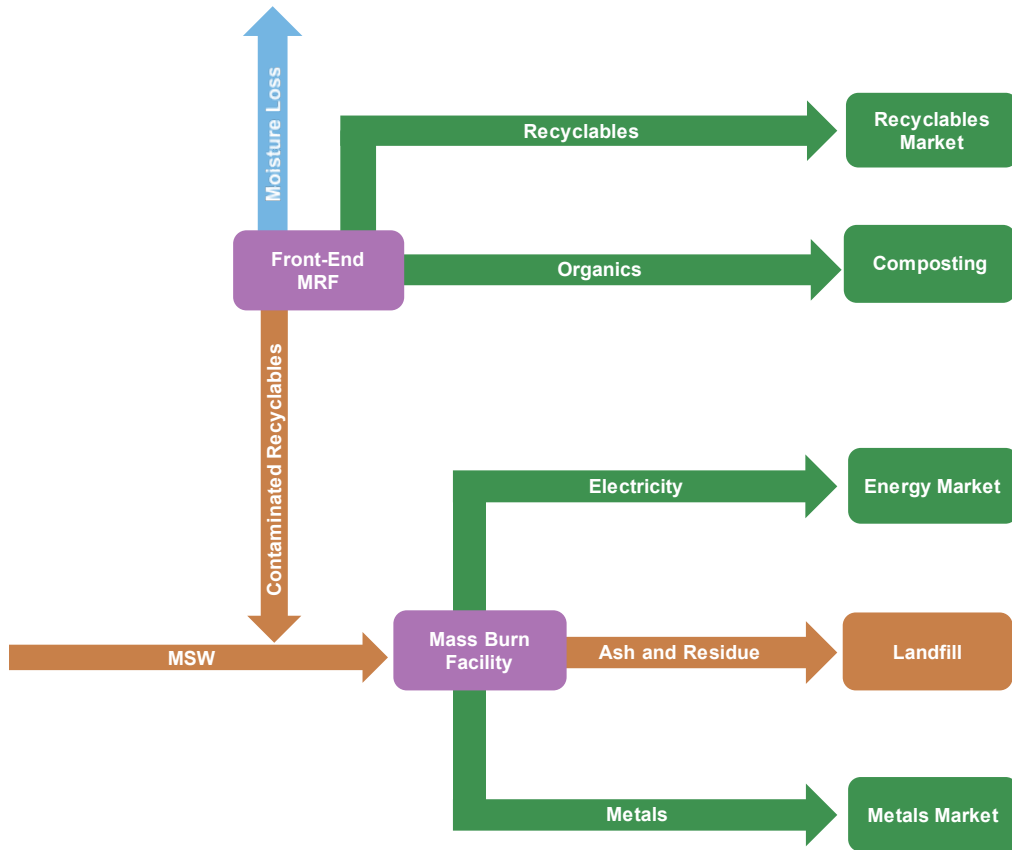 Moisture Loss
Recyclables
Recyclables
Market
Front-End
MRF
Organics
Composting
Contaminated Recyclables
Electricity
Energy Market
MSW
Mass Burn
Facility
Ash and Residue
Landfill
Metals
Metals Market